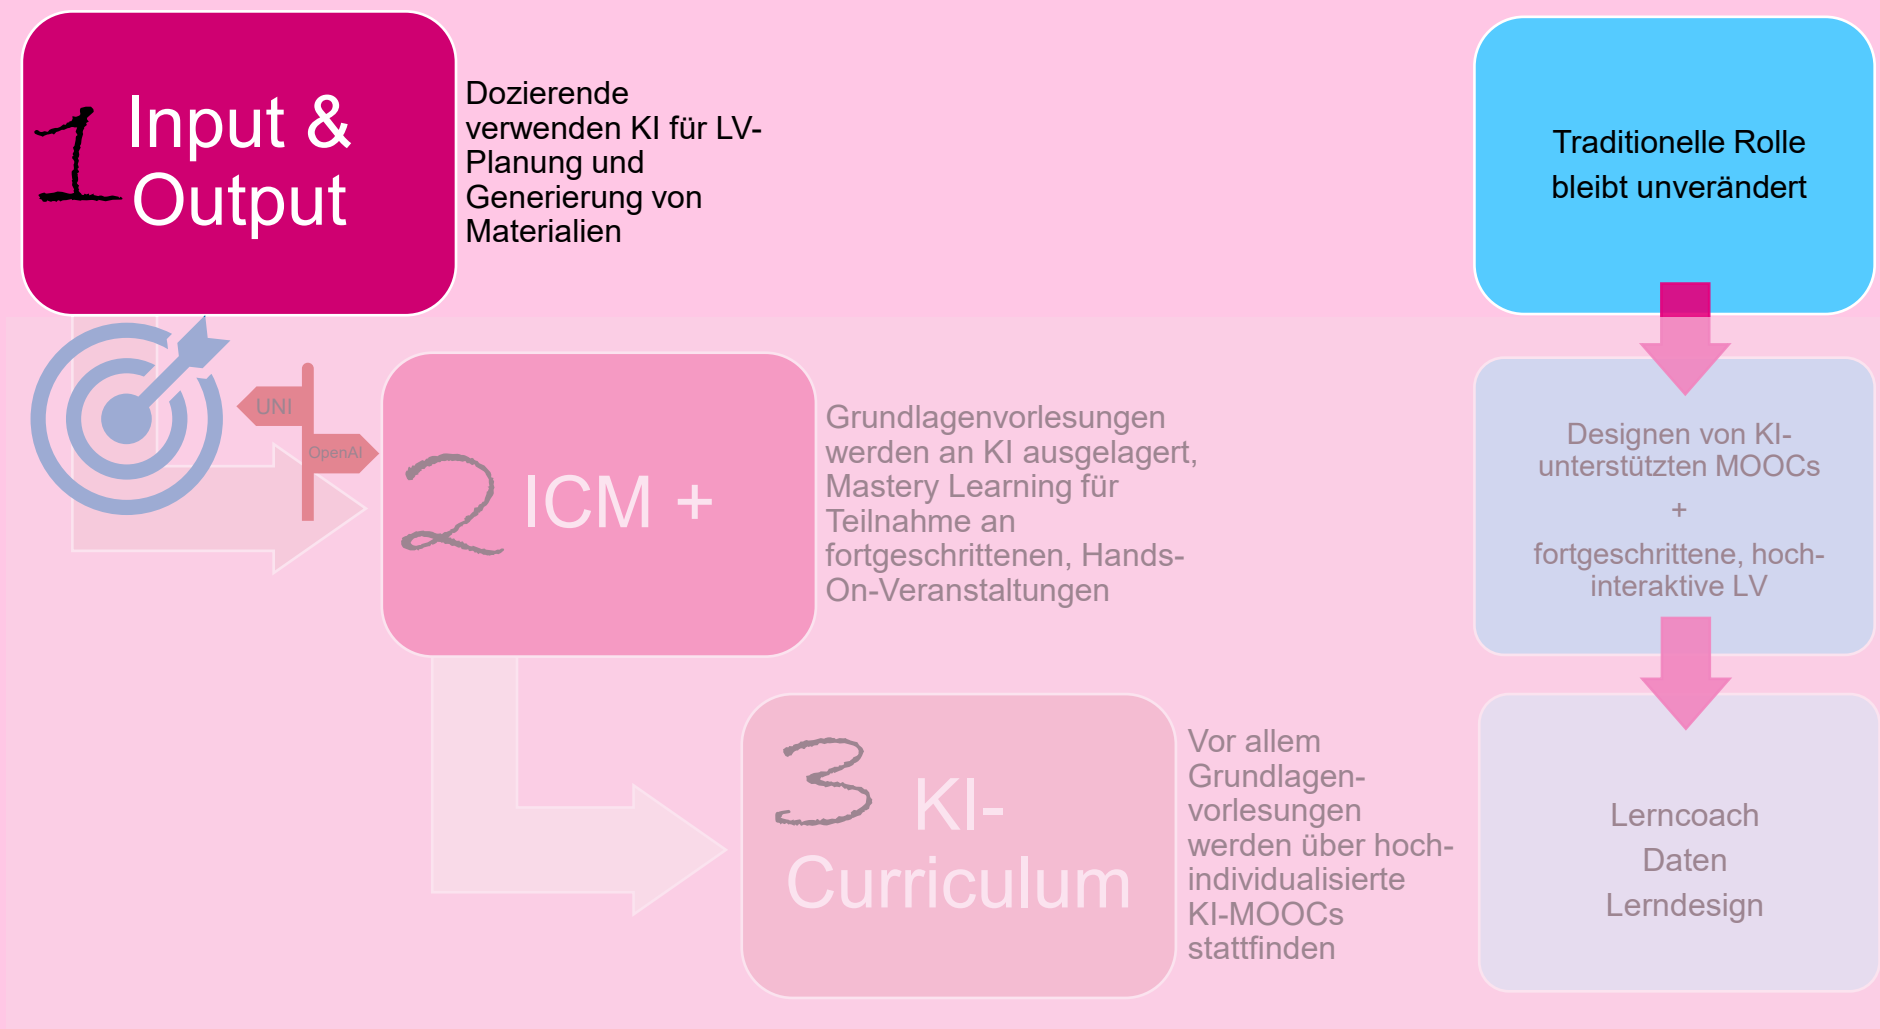 1
Input &
Output
Dozierende
verwenden KI für LV-
Planung und
Generierung von
Materialien
Traditionelle Rolle
bleibt unverändert
UNI
OpenAI
2
ICM +
Grundlagenvorlesungen
werden an KI ausgelagert,
Mastery Learning für
Teilnahme an
fortgeschrittenen, Hands-
On-Veranstaltungen
Designen von KI-
unterstützten MOOCs
+
fortgeschrittene, hoch-
interaktive LV
3
KI-
Curriculum
Vor allem
Grundlagen-
vorlesungen
werden über hoch-
individualisierte
KI-MOOCs
stattfinden
Lerncoach
Daten
Lerndesign